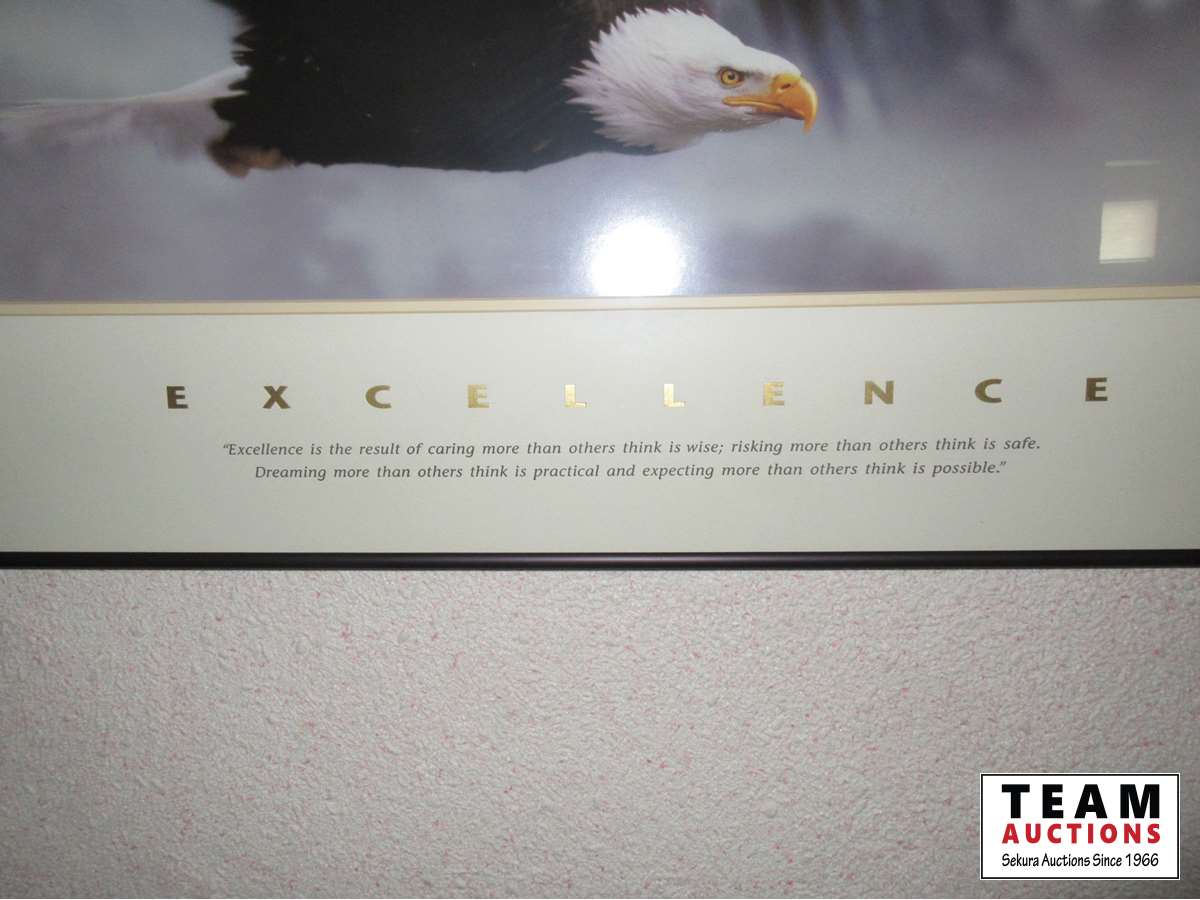 EXCELLENCE
“Excellence is the result of caring more than others think is wise; risking more than others think is safe.
Dreaming more than others think is practical and expecting more than others think is possible.”
TEAM
AUCTIONS
Sekura Auctions Since 1966